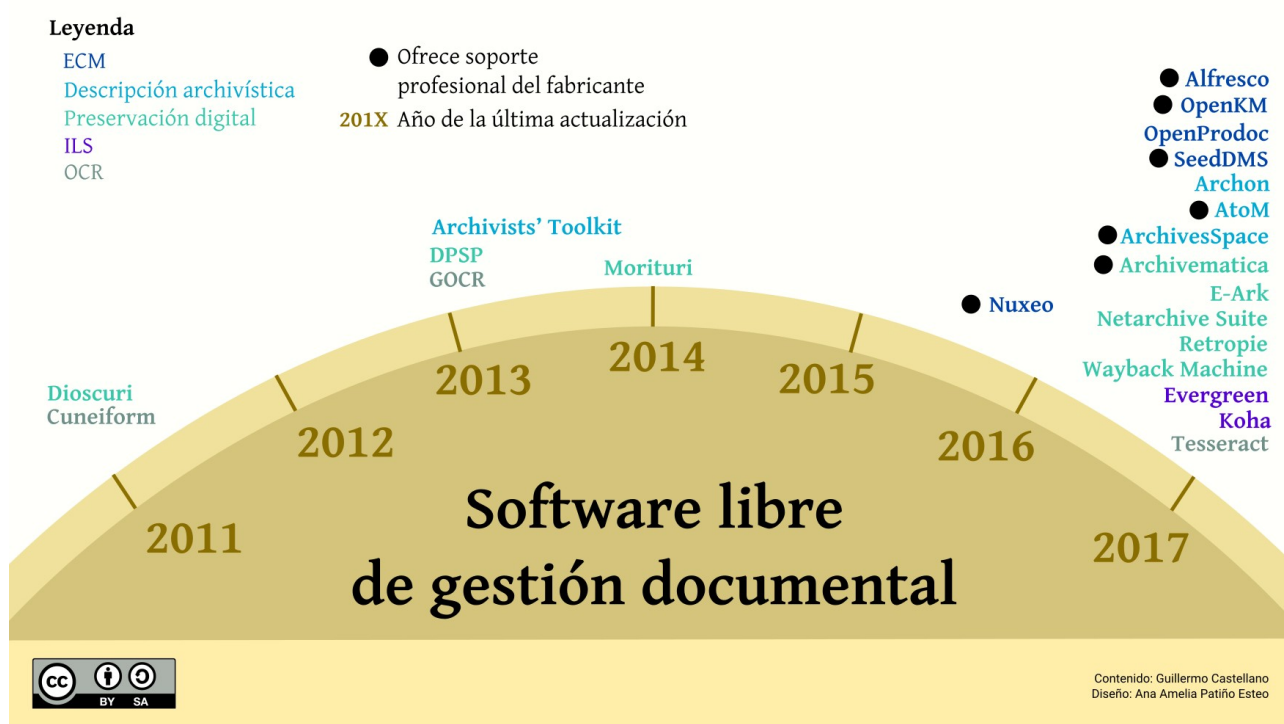 Leyenda
ECM
Descripción archivística
Preservación digital
ILS
OCR
Ofrece soporte
profesional del fabricante
201X Año de la última actualización
Dioscuri
Cuneiform
Archivists’ Toolkit
DPSP
GOCR
Morituri
Nuxeo
Alfresco
OpenKM
OpenProdoc
SeedDMS
Archon
AtoM
ArchivesSpace
Archivematica
E-Ark
Netarchive Suite
Retropie
Wayback Machine
Evergreen
Koha
Tesseract
2011
2012
2013
2014
2015
2016
2017
Software libre
de gestión documental
cc
BY SA
Contenido: Guillermo Castellano
Diseño: Ana Amelia Patiño Esteo